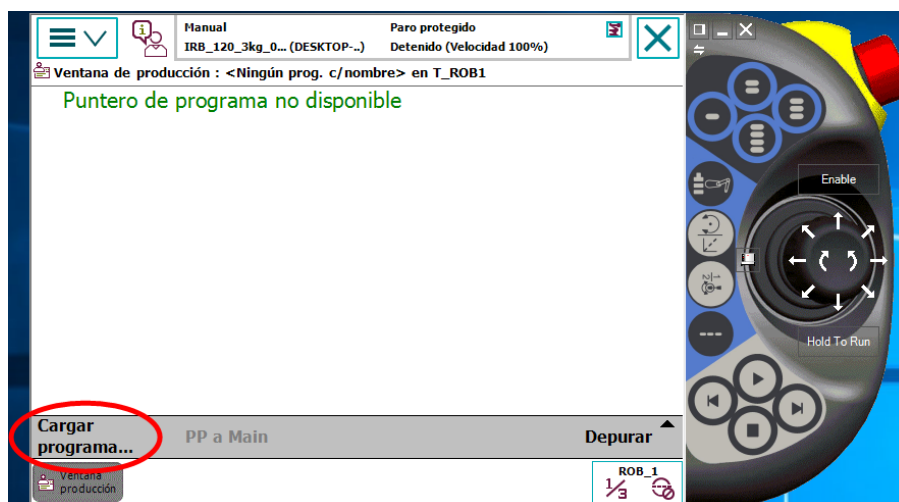 Manual
IRB_120_3kg_0... (DESKTOP-..)
Paro protegido
Detenido (Velocidad 100%)
Ventana de producción : <Ningún prog. c/nombre> en T_ROB1
Puntero de programa no disponible
Enable
Hold To Run
Cargar
programa...
PP a Main
Depurar
Ventana
producción
ROB_1
1/3